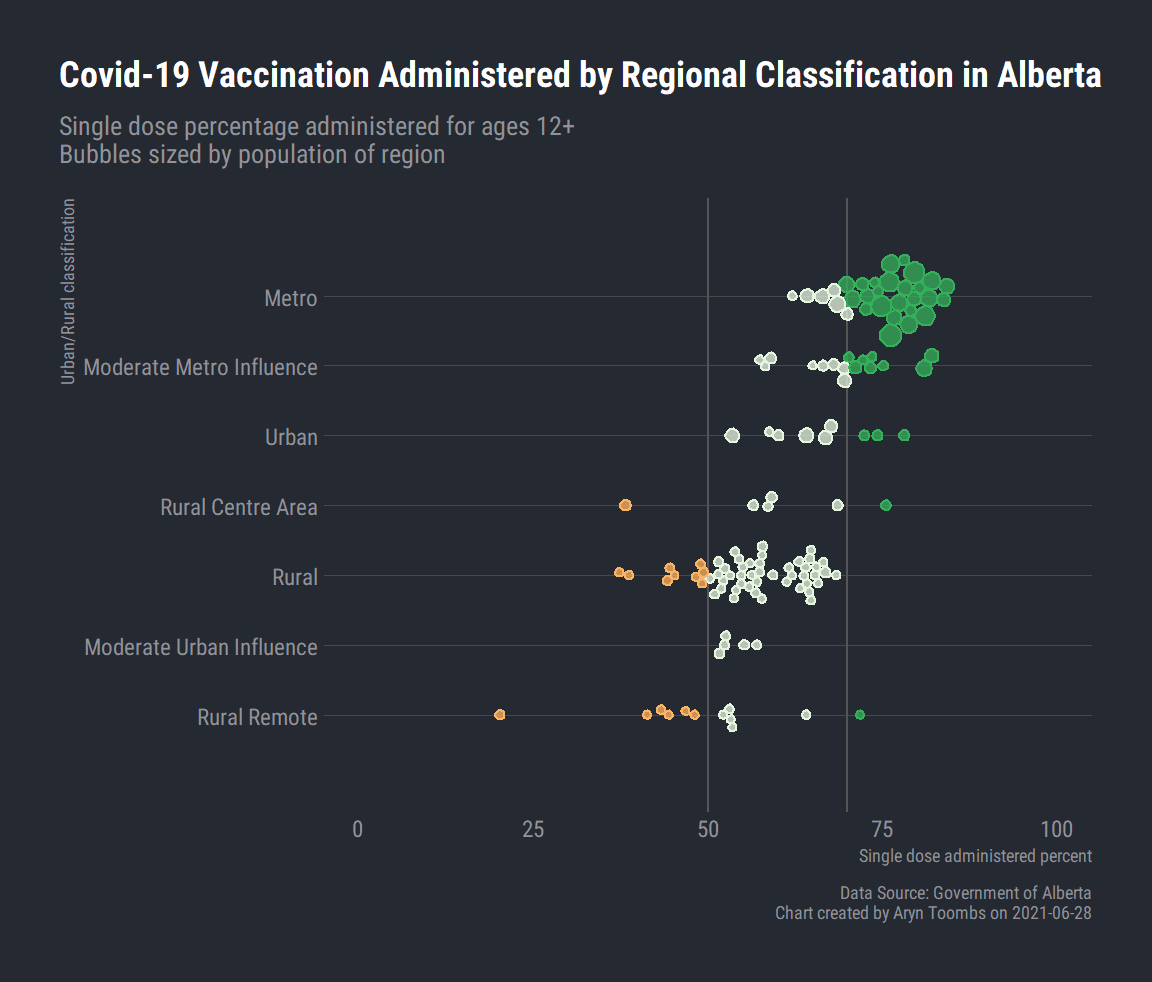 Covid-19 Vaccination Administered by Regional Classification in Alberta
Single dose percentage administered for ages 12+
Bubbles sized by population of region
Urban/Rural classification
Metro
Moderate Metro Influence
Urban
Rural Centre Area
Rural
Moderate Urban Influence
Rural Remote
0 25 50 75 100
Single dose administered percent
Data Source: Government of Alberta
Chart created by Aryn Toombs on 2021-06-28